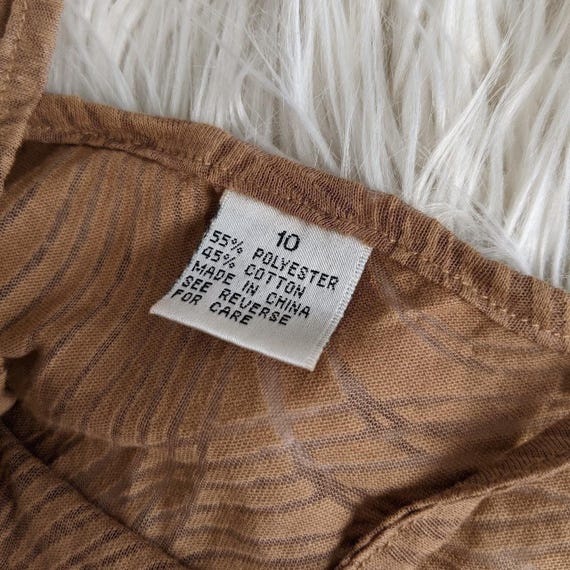 10
55% POLYESTER
45% COTTON
MADE IN CHINA
SEE REVERSE
FOR CARE